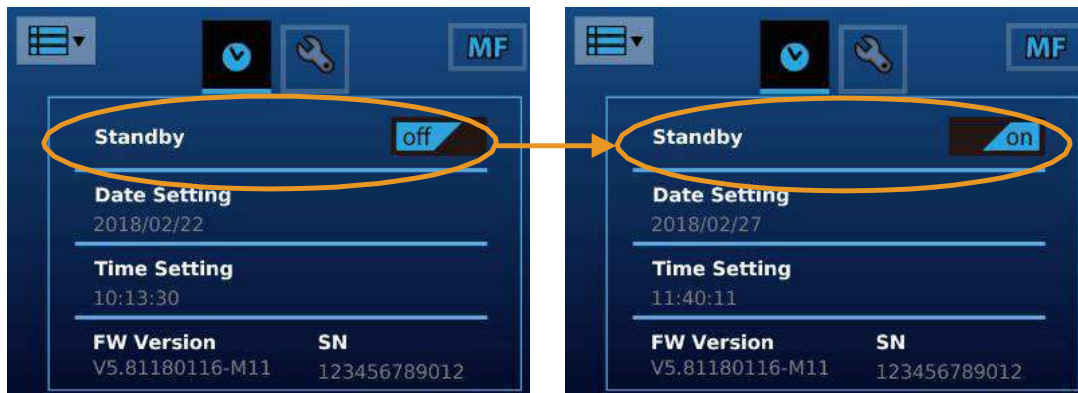 MF
Standby off
Date Setting
2018/02/22
Time Setting
10:13:30
FW Version SN
V5.81180116-M11 123456789012
MF
Standby on
Date Setting
2018/02/27
Time Setting
11:40:11
FW Version SN
V5.81180116-M11 123456789012